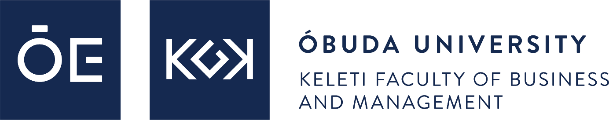 ŌE KGK ÓBUDA UNIVERSITY
KELETI FACULTY OF BUSINESS
AND MANAGEMENT